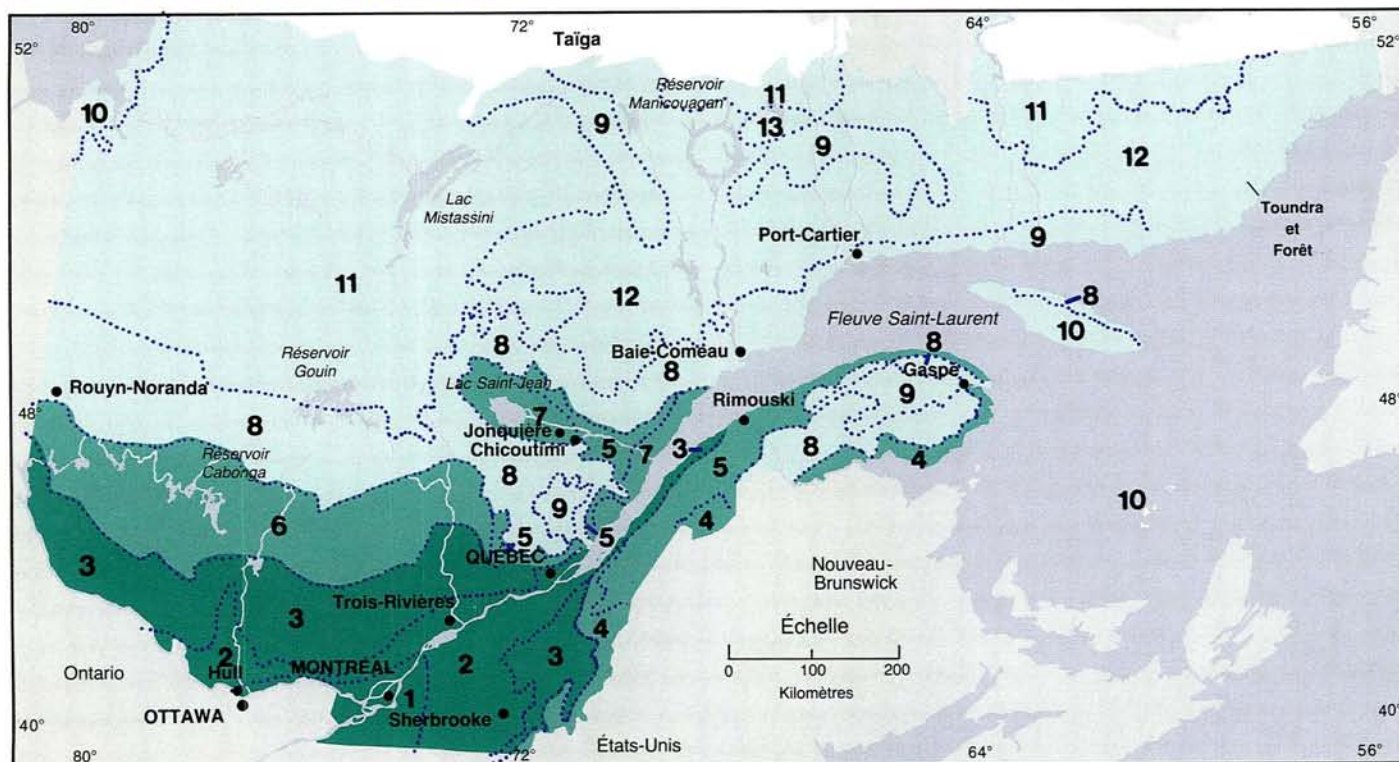 80°
72°
64°
56°
52°
52°
Taïga
Réservoir
Manicouagan
10
9
11
13
9
11
12
Lac
Mistassini
Toundra
et
Forêt
Port-Cartier
9
11
12
8
10
Fleuve Saint-Laurent
8
Réservoir
Gouin
8
Baie-Comeau
8
Gaspé
9
Rouyn-Noranda
Lac Saint-Jean
Rimouski
48°
48°
8
7
Jonquière
Chicoutimi
5
7
3
5
8
4
Réservoir
Cabonga
8
9
10
6
5
5
4
QUÉBEC
3
Nouveau-
Brunswick
Trois-Rivières
3
Échelle
4
2
2
3
0
100
200
Kilomètres
Ontario
Hull
MONTRÉAL
1
OTTAWA
Sherbrooke
États-Unis
40°
40°
80°
72°
64°
56°